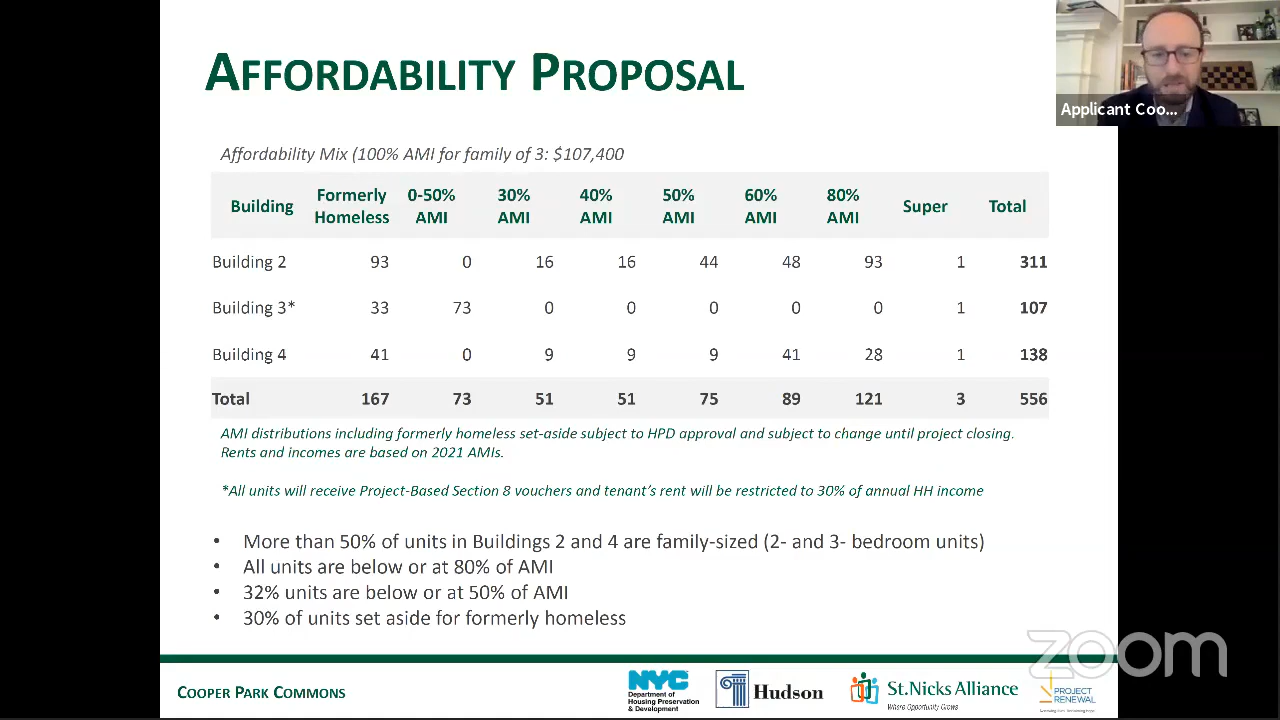 AFFORDABILITY PROPOSAL
Applicant Coo...
Affordability Mix (100% AMI for family of 3: $107,400
Building Formerly Homeless 0-50% AMI 30% AMI 40% AMI 50% AMI 60% AMI 80% AMI Super Total
Building 2 93 0 16 16 44 48 93 1 311
Building 3* 33 73 0 0 0 0 0 1 107
Building 4 41 0 9 9 9 41 28 1 138
Total 167 73 51 51 75 89 121 3 556
AMI distributions including formerly homeless set-aside subject to HPD approval and subject to change until project closing.
Rents and incomes are based on 2021 AMIs.
*All units will receive Project-Based Section 8 vouchers and tenant's rent will be restricted to 30% of annual HH income
• More than 50% of units in Buildings 2 and 4 are family-sized (2- and 3- bedroom units)
• All units are below or at 80% of AMI
• 32% units are below or at 50% of AMI
• 30% of units set aside for formerly homeless
zoom
COOPER PARK COMMONS
NYC
Department of
Housing Preservation
& Development
Hudson
St.Nicks Alliance
Where Opportunity Grows
PROJECT
RENEWAL